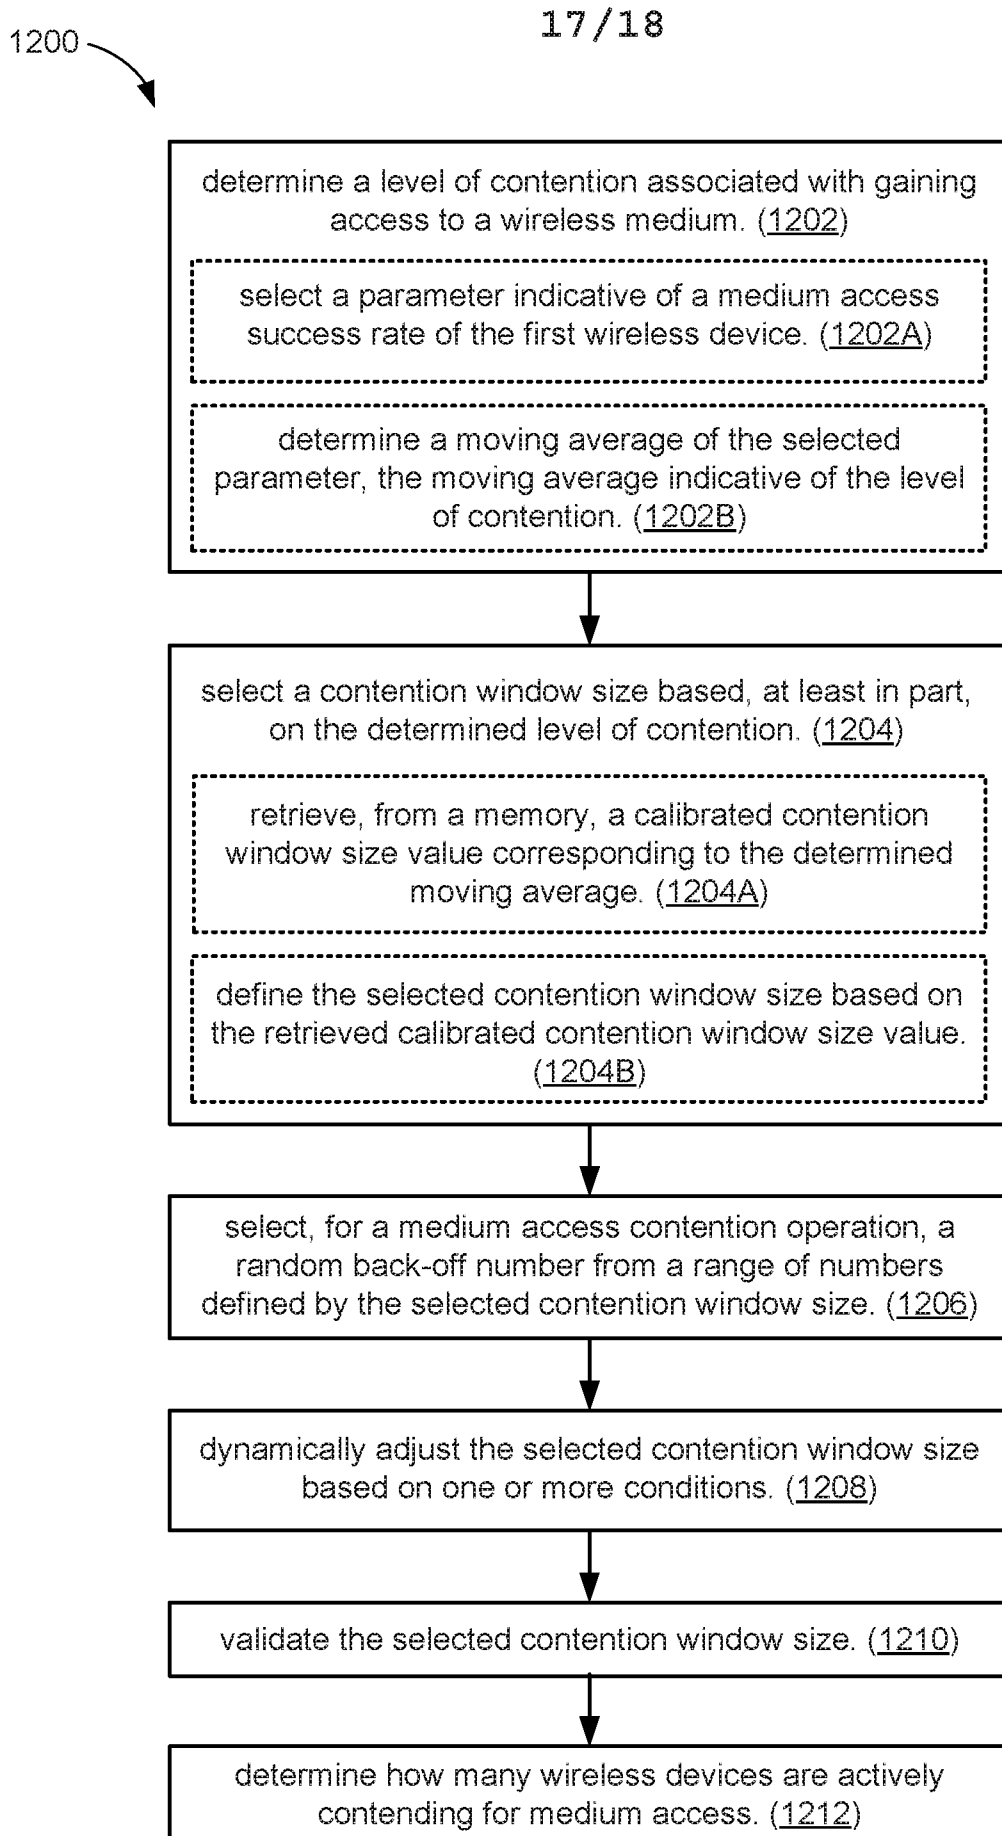 17/18
1200
determine a level of contention associated with gaining
access to a wireless medium. (1202)
select a parameter indicative of a medium access
success rate of the first wireless device. (1202A)
determine a moving average of the selected
parameter, the moving average indicative of the level
of contention. (1202B)
select a contention window size based, at least in part,
on the determined level of contention. (1204)
retrieve, from a memory, a calibrated contention
window size value corresponding to the determined
moving average. (1204A)
define the selected contention window size based on
the retrieved calibrated contention window size value.
(1204B)
select, for a medium access contention operation, a
random back-off number from a range of numbers
defined by the selected contention window size. (1206)
dynamically adjust the selected contention window size
based on one or more conditions. (1208)
validate the selected contention window size. (1210)
determine how many wireless devices are actively
contending for medium access. (1212)